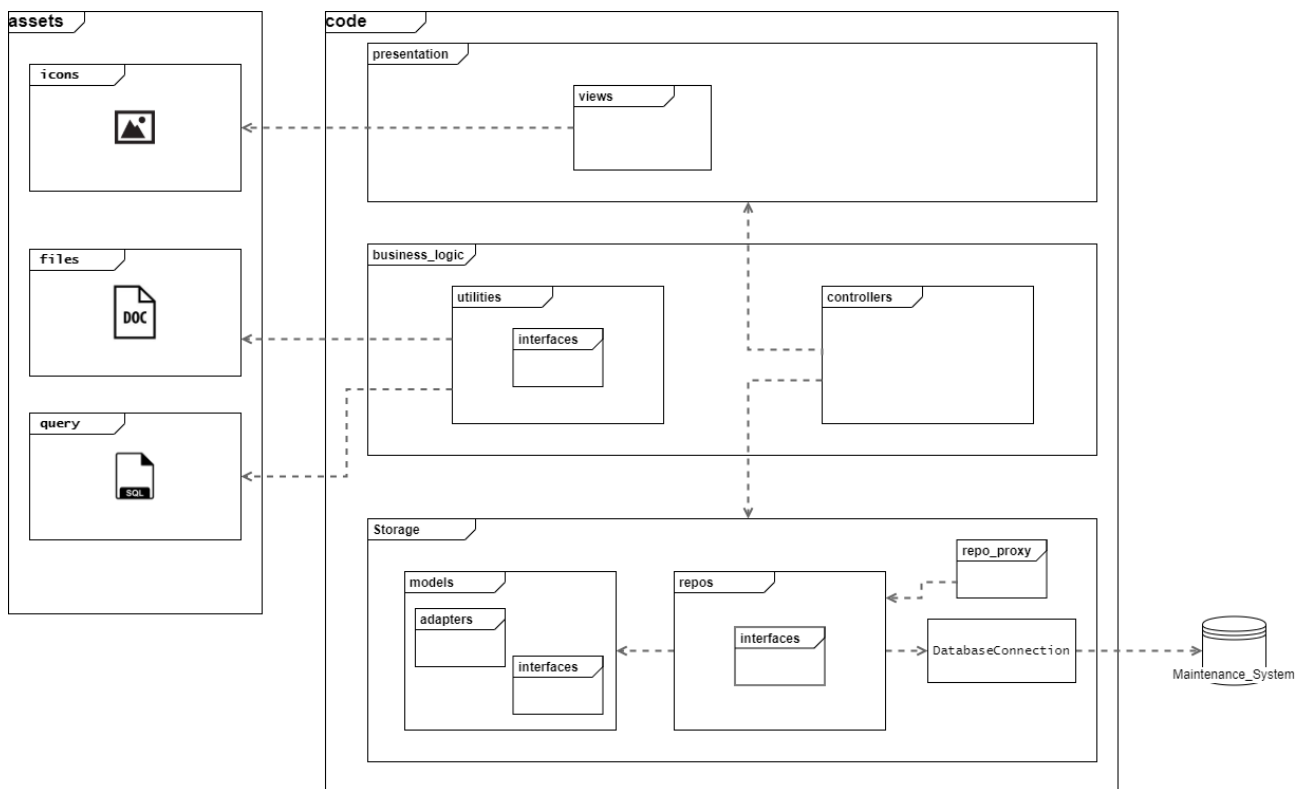 assets
code
presentation
icons
views
business_logic
files
DOC
utilities
controllers
interfaces
query
SQL
Storage
repo_proxy
models
repos
adapters
interfaces
interfaces
DatabaseConnection
Maintenance_System